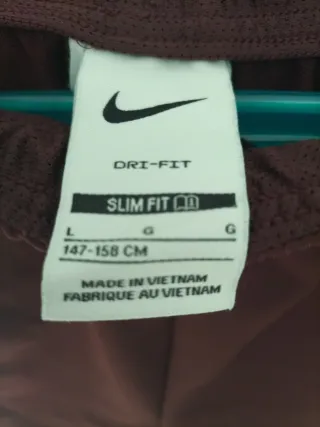 DRI-FIT
SLIM FIT
L G G
147-158 CM
MADE IN VIETNAM
FABRIQUE AU VIETNAM